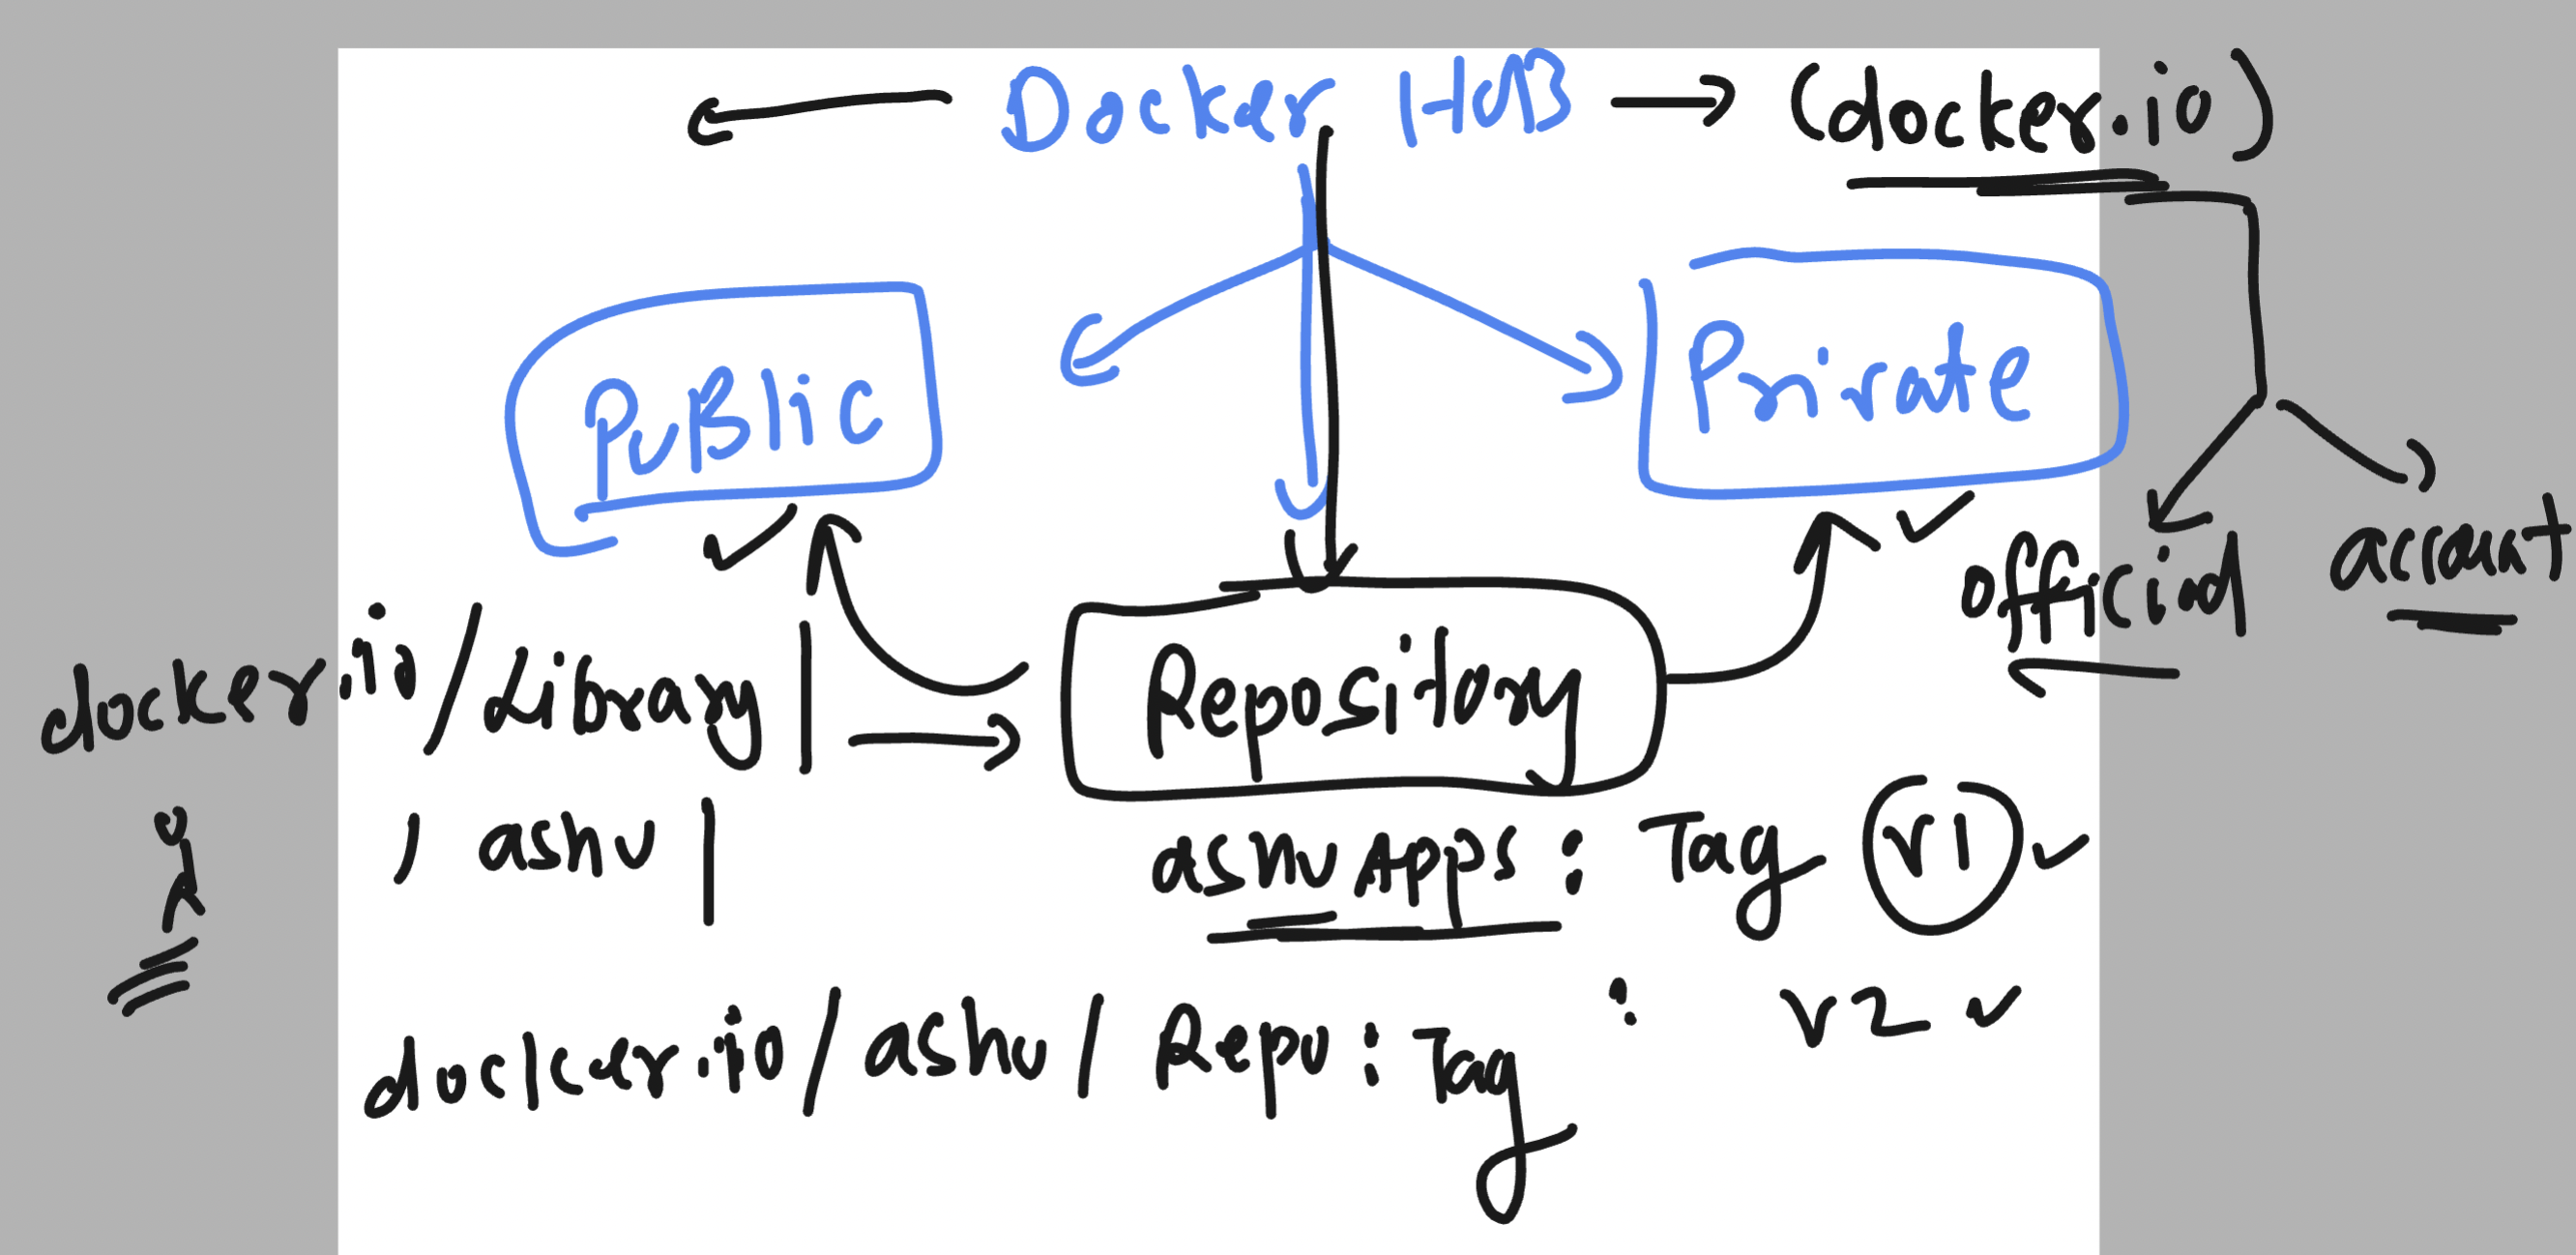 Docker HUB (docker.io)
Public
Private
official account
docker.io/Library
Repository
ashu
ashuApps : Tag v1
: v2
docker.io/ashu/Repo:Tag